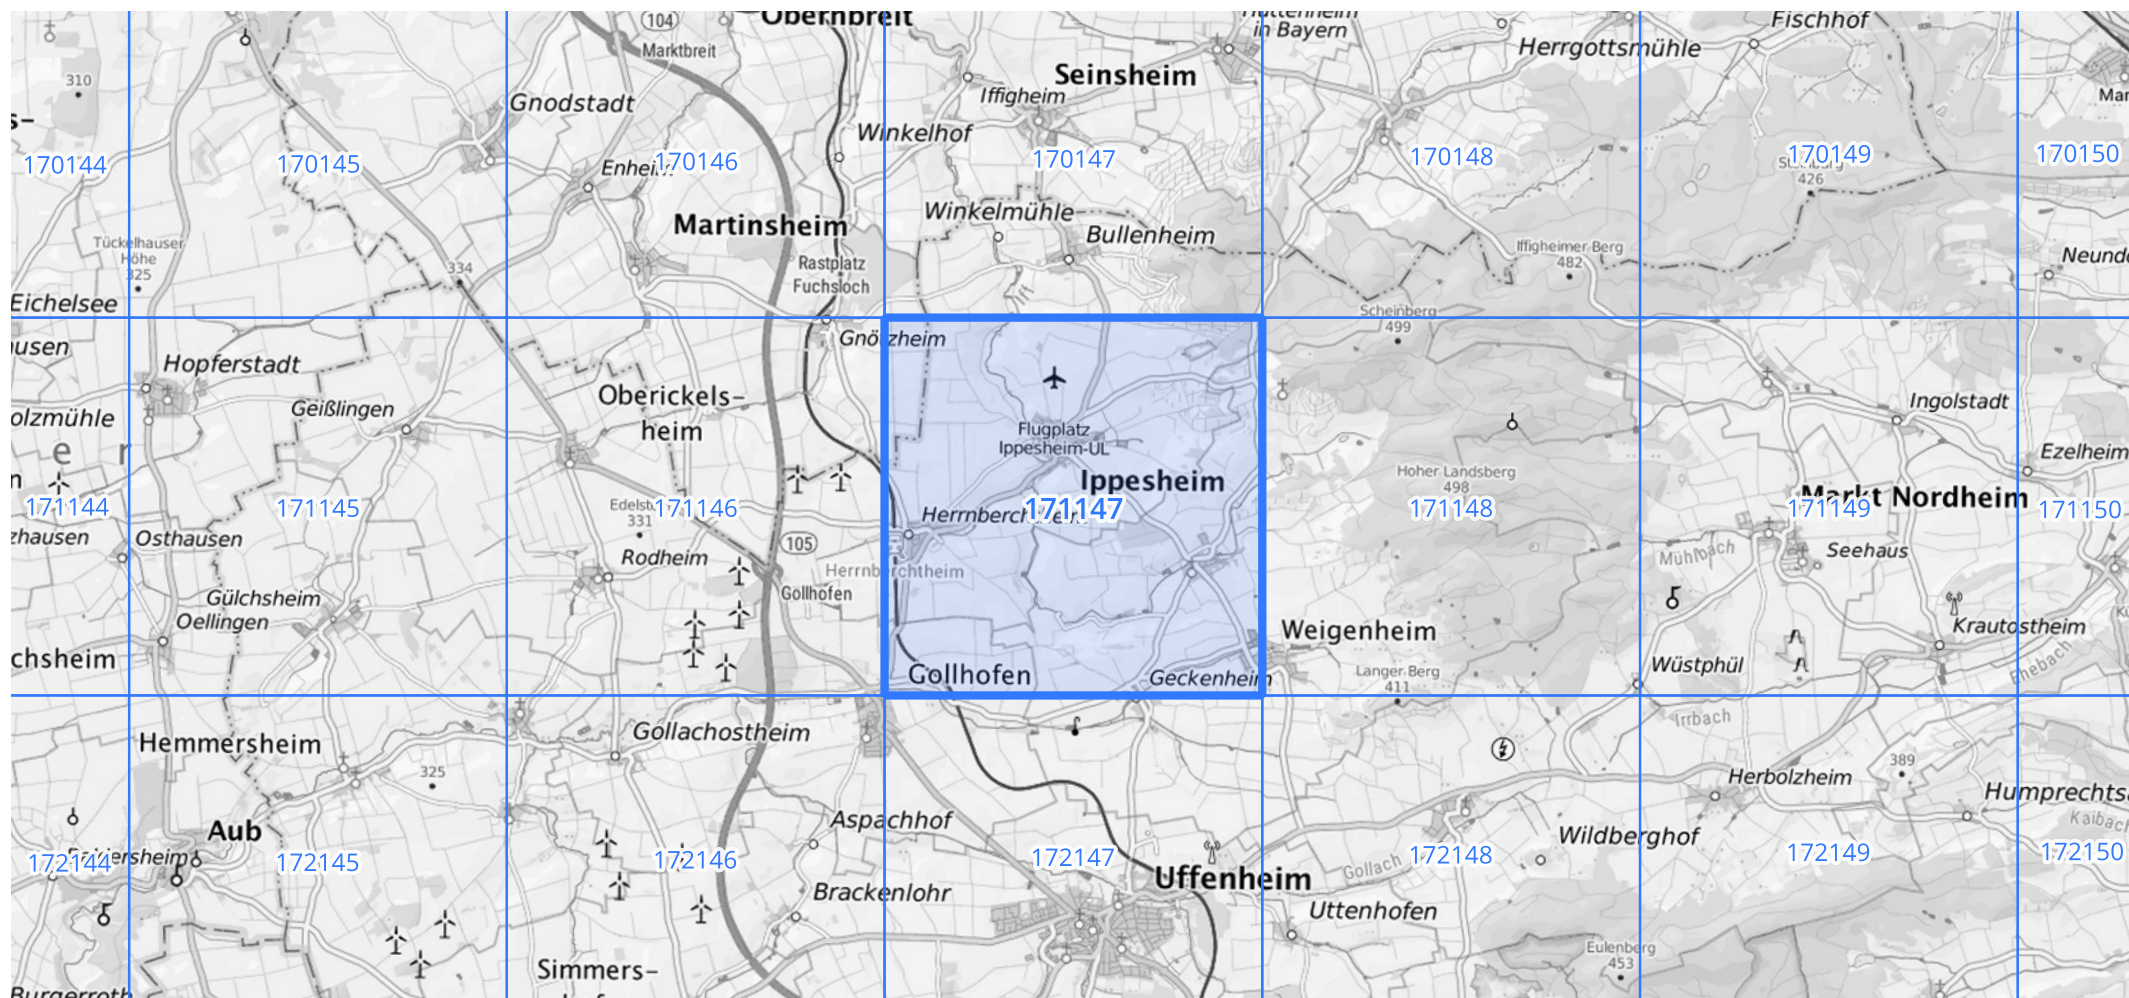 104
Obernbreit
in Bayern
Fischhof
Marktbreit
Herrgottsmühle
310
Seinsheim
Gnodstadt
Iffigheim
Mar
s-
Winkelhof
170144
170145
Enheim
170146
170147
170148
170149
426
170150
Winkelmühle
Martinsheim
Bullenheim
Tückelhauser
Höhe
325
334
Rastplatz
Fuchsloch
Iffigheimer Berg
482
Neund
Eichelsee
Scheinberg
499
usen
Gnötzheim
Hopferstadt
Oberickels-
heim
Geißlingen
Ingolstadt
olzmühle
Flugplatz
Ippesheim-UL
Ezelheim
e r
n
Ippesheim
Hoher Landsberg
498
Markt Nordheim
171144
171145
Edelst
331
171146
Herrnberchtheim
171147
171148
171149
171150
zhausen
Osthausen
105
Rodheim
Herrnberchtheim
Mühlbach
Seehaus
Gülchsheim
Gollhofen
Oellingen
Weigenheim
Krautostheim
chsheim
Gollhofen
Geckenheim
Langer Berg
411
Wüstphül
Ehebach
Hemmersheim
Gollachostheim
Irrbach
325
389
Herbolzheim
Humprechts
Aub
Aspachhof
Wildberghof
Kaibach
172144
172145
172146
172147
Gollach
172148
172149
172150
Uffenheim
Brackenlohr
Uttenhofen
Simmers-
Eulenberg
453
Burgerroth